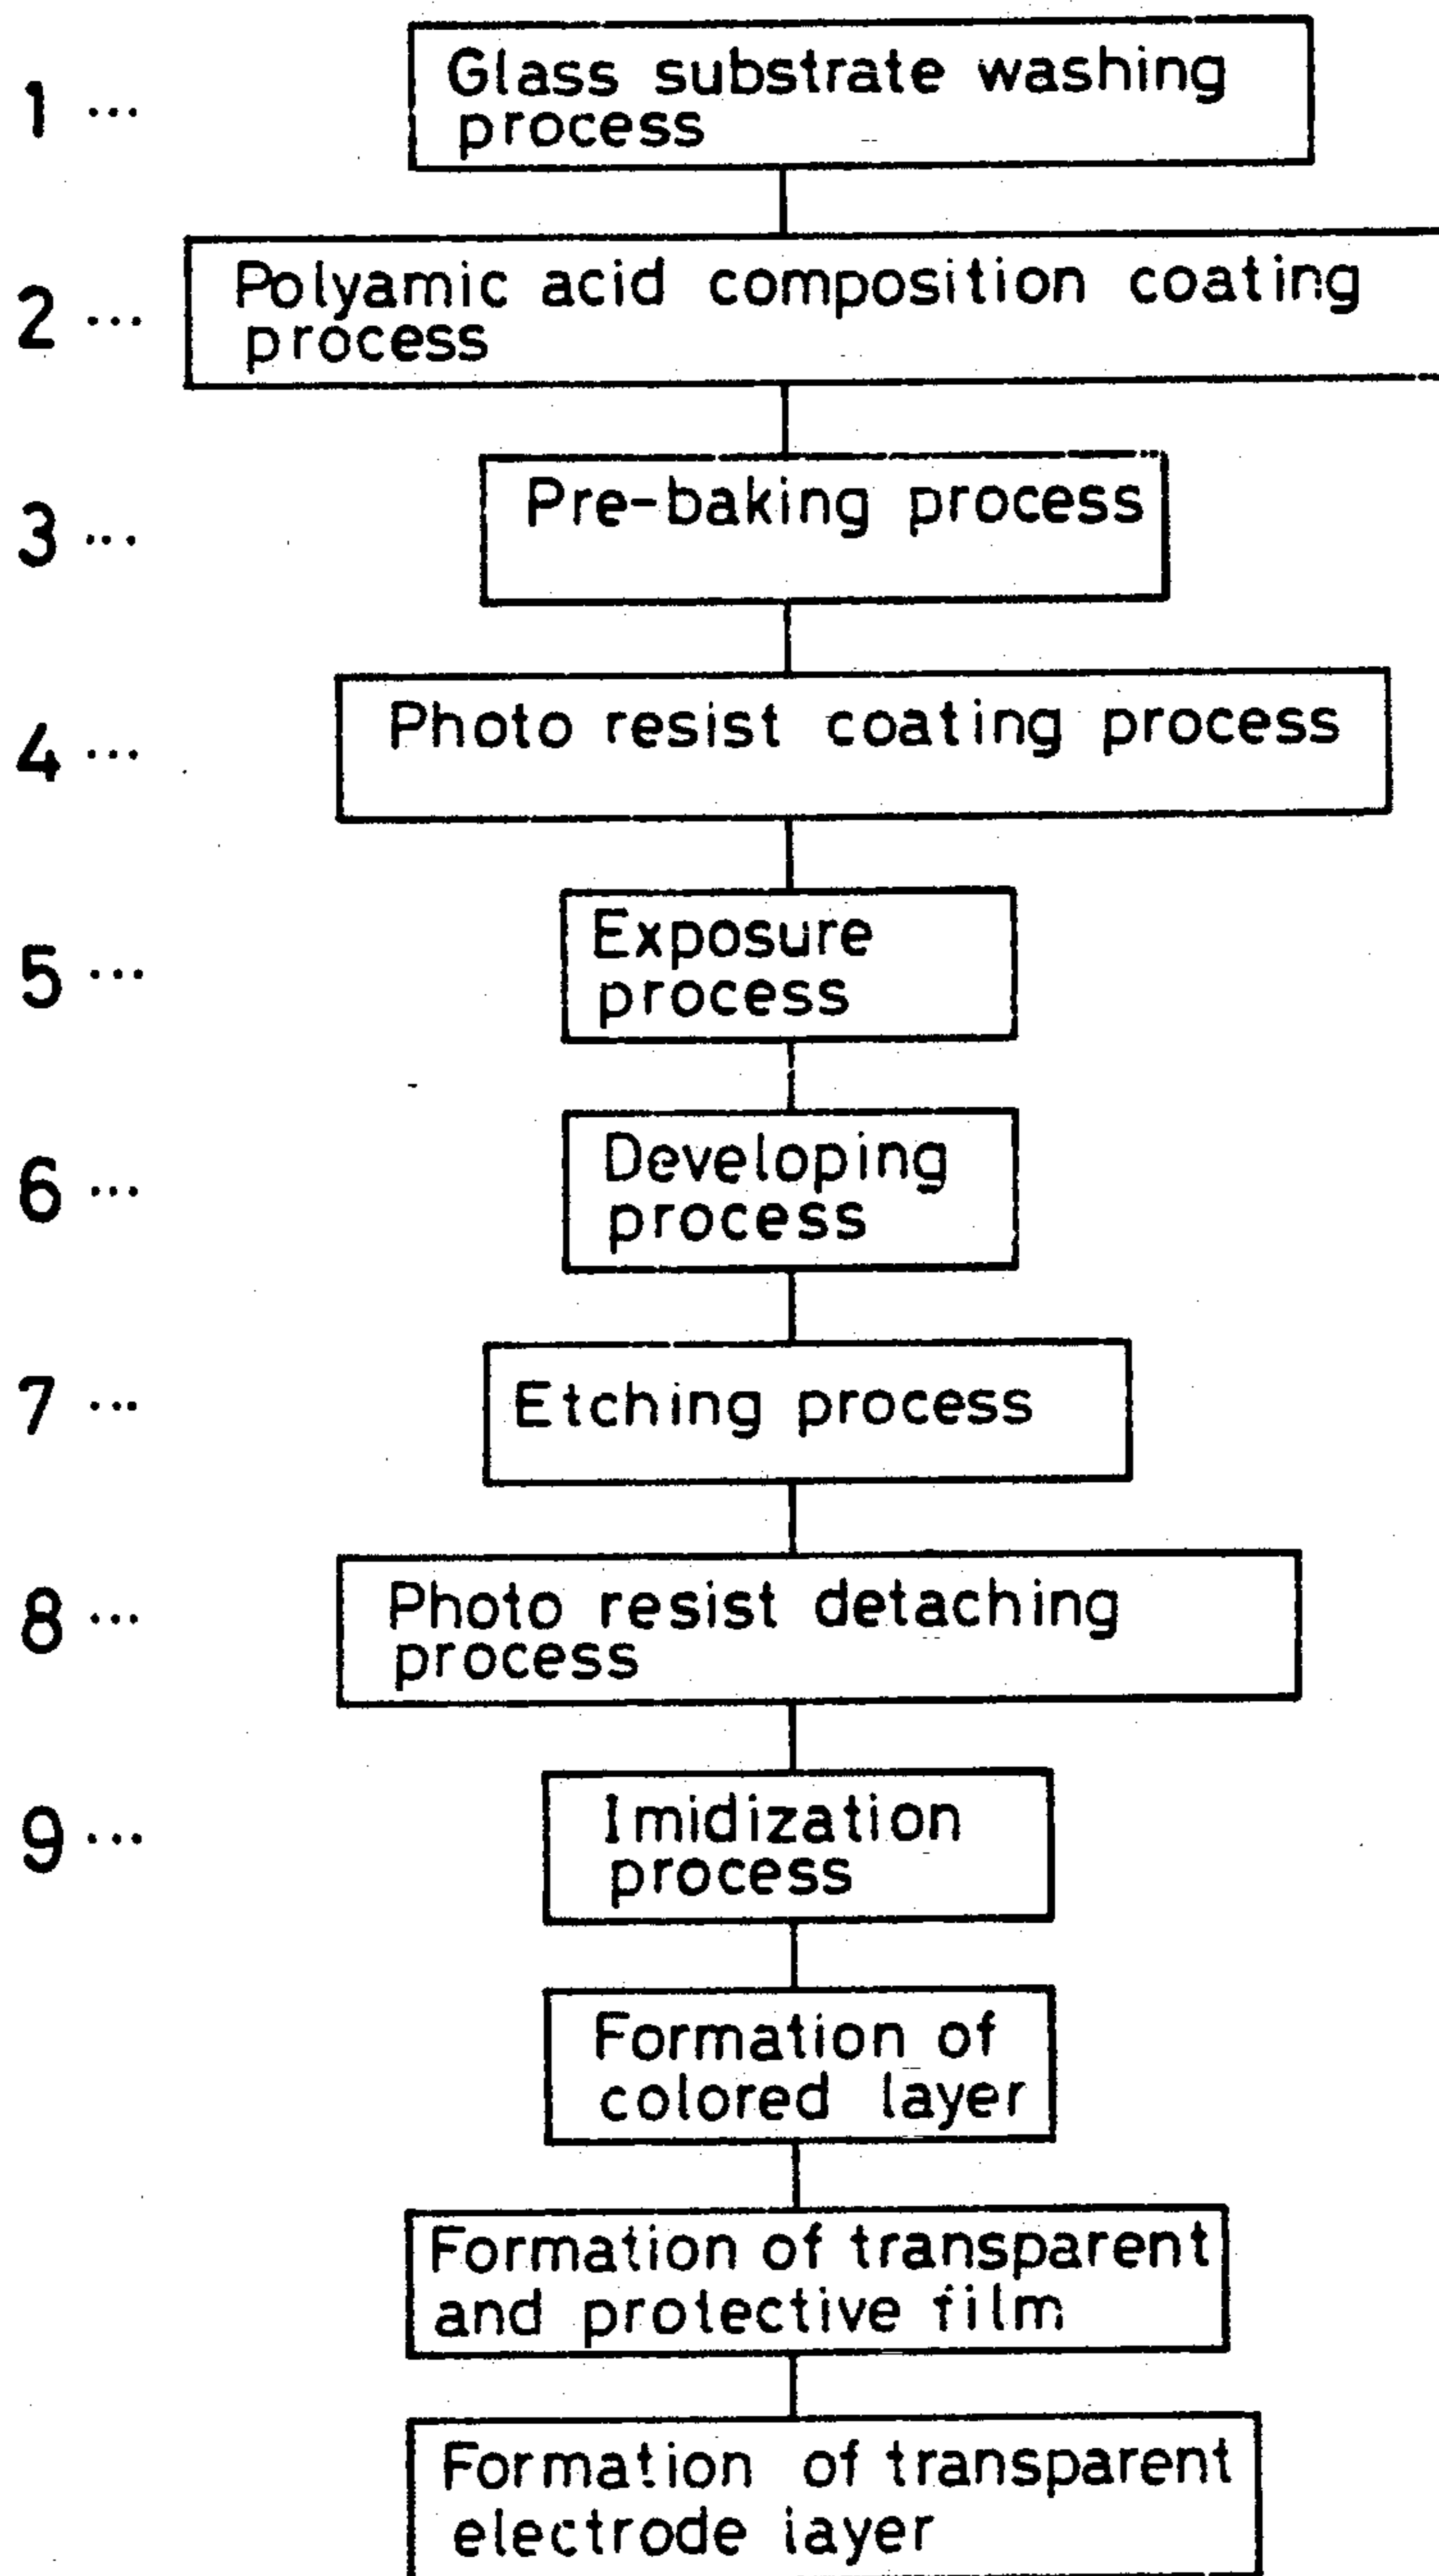 1 ... Glass substrate washing
process
2 ... Polyamic acid composition coating
process
3 ... Pre-baking process
4 ... Photo resist coating process
5 ... Exposure
process
6 ... Developing
process
7 ... Etching process
8 ... Photo resist detaching
process
9 ... Imidization
process
Formation of
colored layer
Formation of transparent
and protective film
Formation of transparent
electrode layer